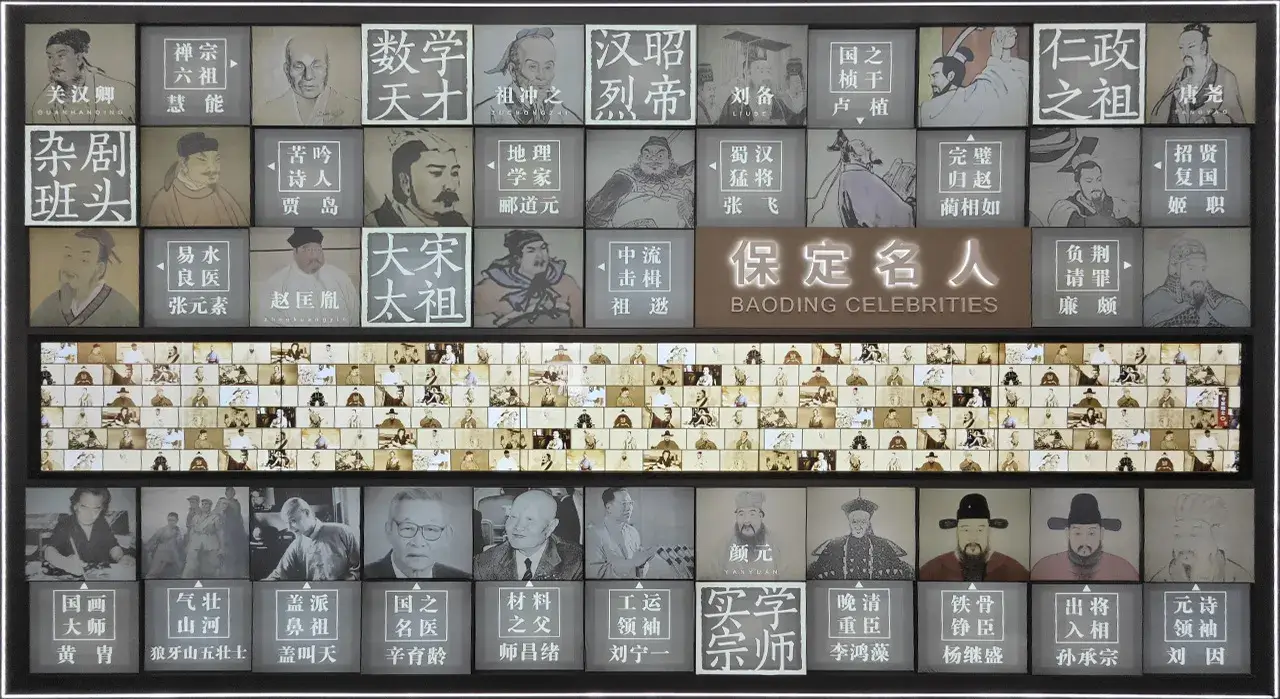 关汉卿
GUANHANQING
禅宗
六祖
慧能
数学
天才
祖冲之
ZUCHONGZHI
汉昭
烈帝
刘备
LIUBEI
国之
桢干
卢植
仁政
之祖
唐尧
TANGYAO
杂剧
班头
苦吟
诗人
贾岛
地理
学家
郦道元
蜀汉
猛将
张飞
完璧
归赵
蔺相如
招贤
复国
姬职
易水
良医
张元素
赵匡胤
zhaokuangyin
大宋
太祖
中流
击楫
祖逖
保定名人
BAODING CELEBRITIES
负荆
请罪
廉颇
国画
大师
黄胄
气壮
山河
狼牙山五壮士
盖派
鼻祖
盖叫天
国之
名医
辛育龄
材料
之父
师昌绪
工运
领袖
刘宁一
颜元
YANYUAN
实学
宗师
晚清
重臣
李鸿藻
铁骨
铮臣
杨继盛
出将
入相
孙承宗
元诗
领袖
刘因